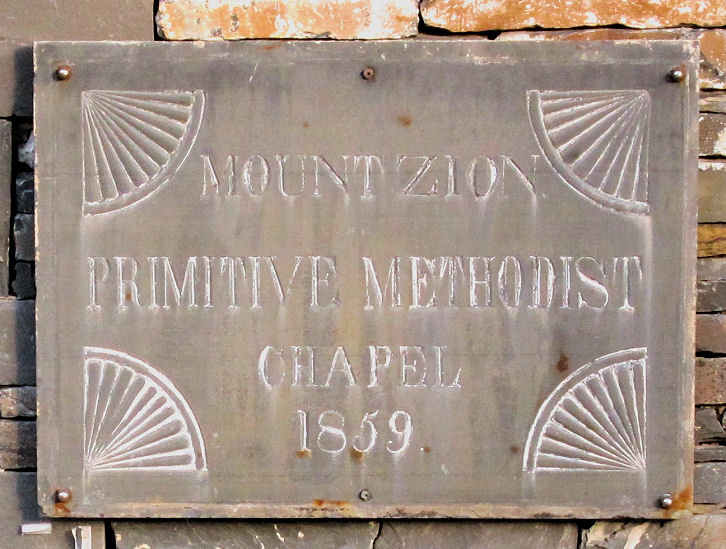 MOUNT ZION
PRIMITIVE METHODIST
CHAPEL
1859.